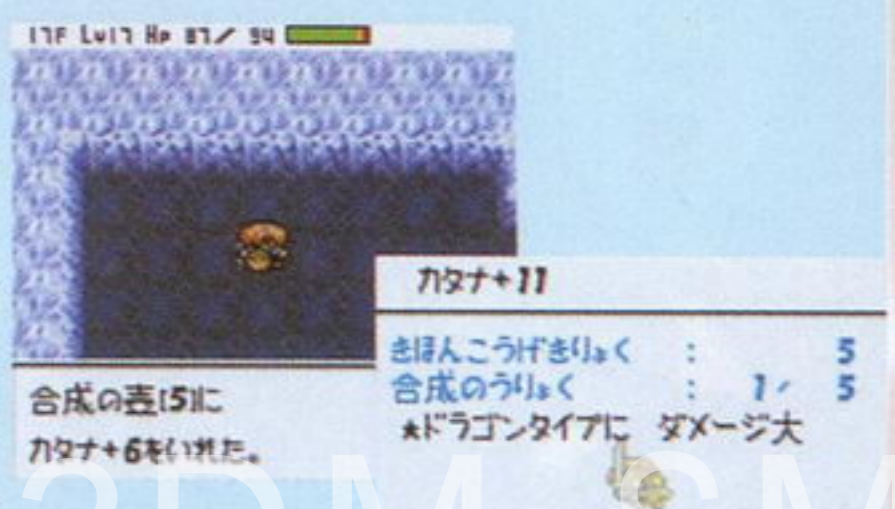 17F Lv17 Hp 87/ 94
カタナ+11
きほんこうげきりょく : 5
合成のうりょく : 1/ 5
★ドラゴンタイプに ダメージ大
合成の壺[5]に
カタナ+6をいれた。
3DM SM